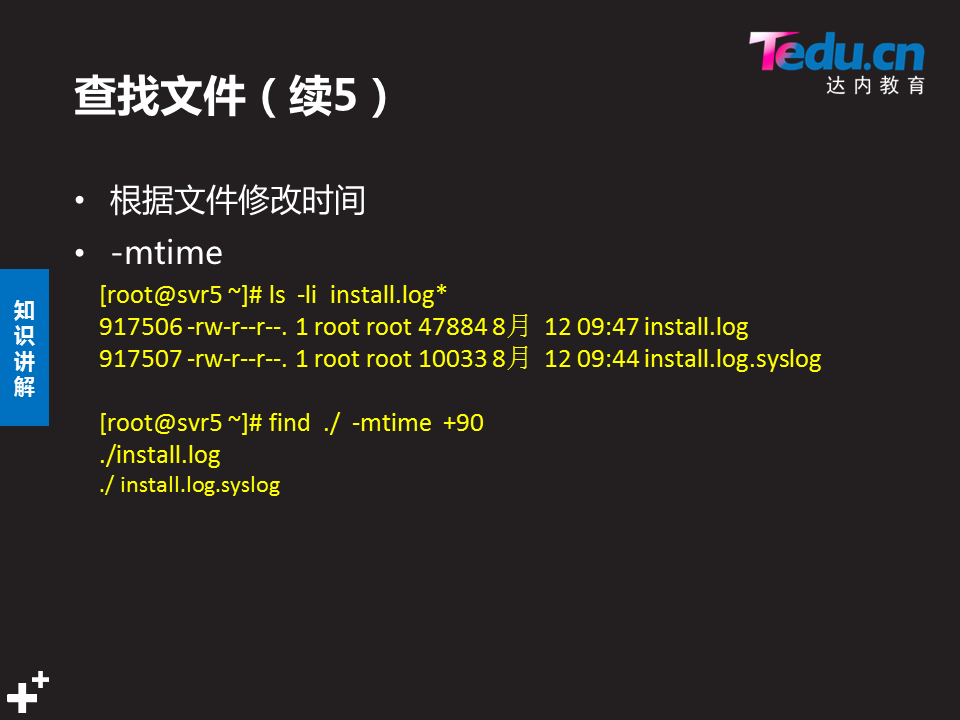 Tedu.cn
达内教育
查找文件（续5）
• 根据文件修改时间
• -mtime
[root@svr5 ~]# ls -li install.log*
917506 -rw-r--r--. 1 root root 47884 8月 12 09:47 install.log
917507 -rw-r--r--. 1 root root 10033 8月 12 09:44 install.log.syslog
[root@svr5 ~]# find ./ -mtime +90
./install.log
./ install.log.syslog
知
识
讲
解